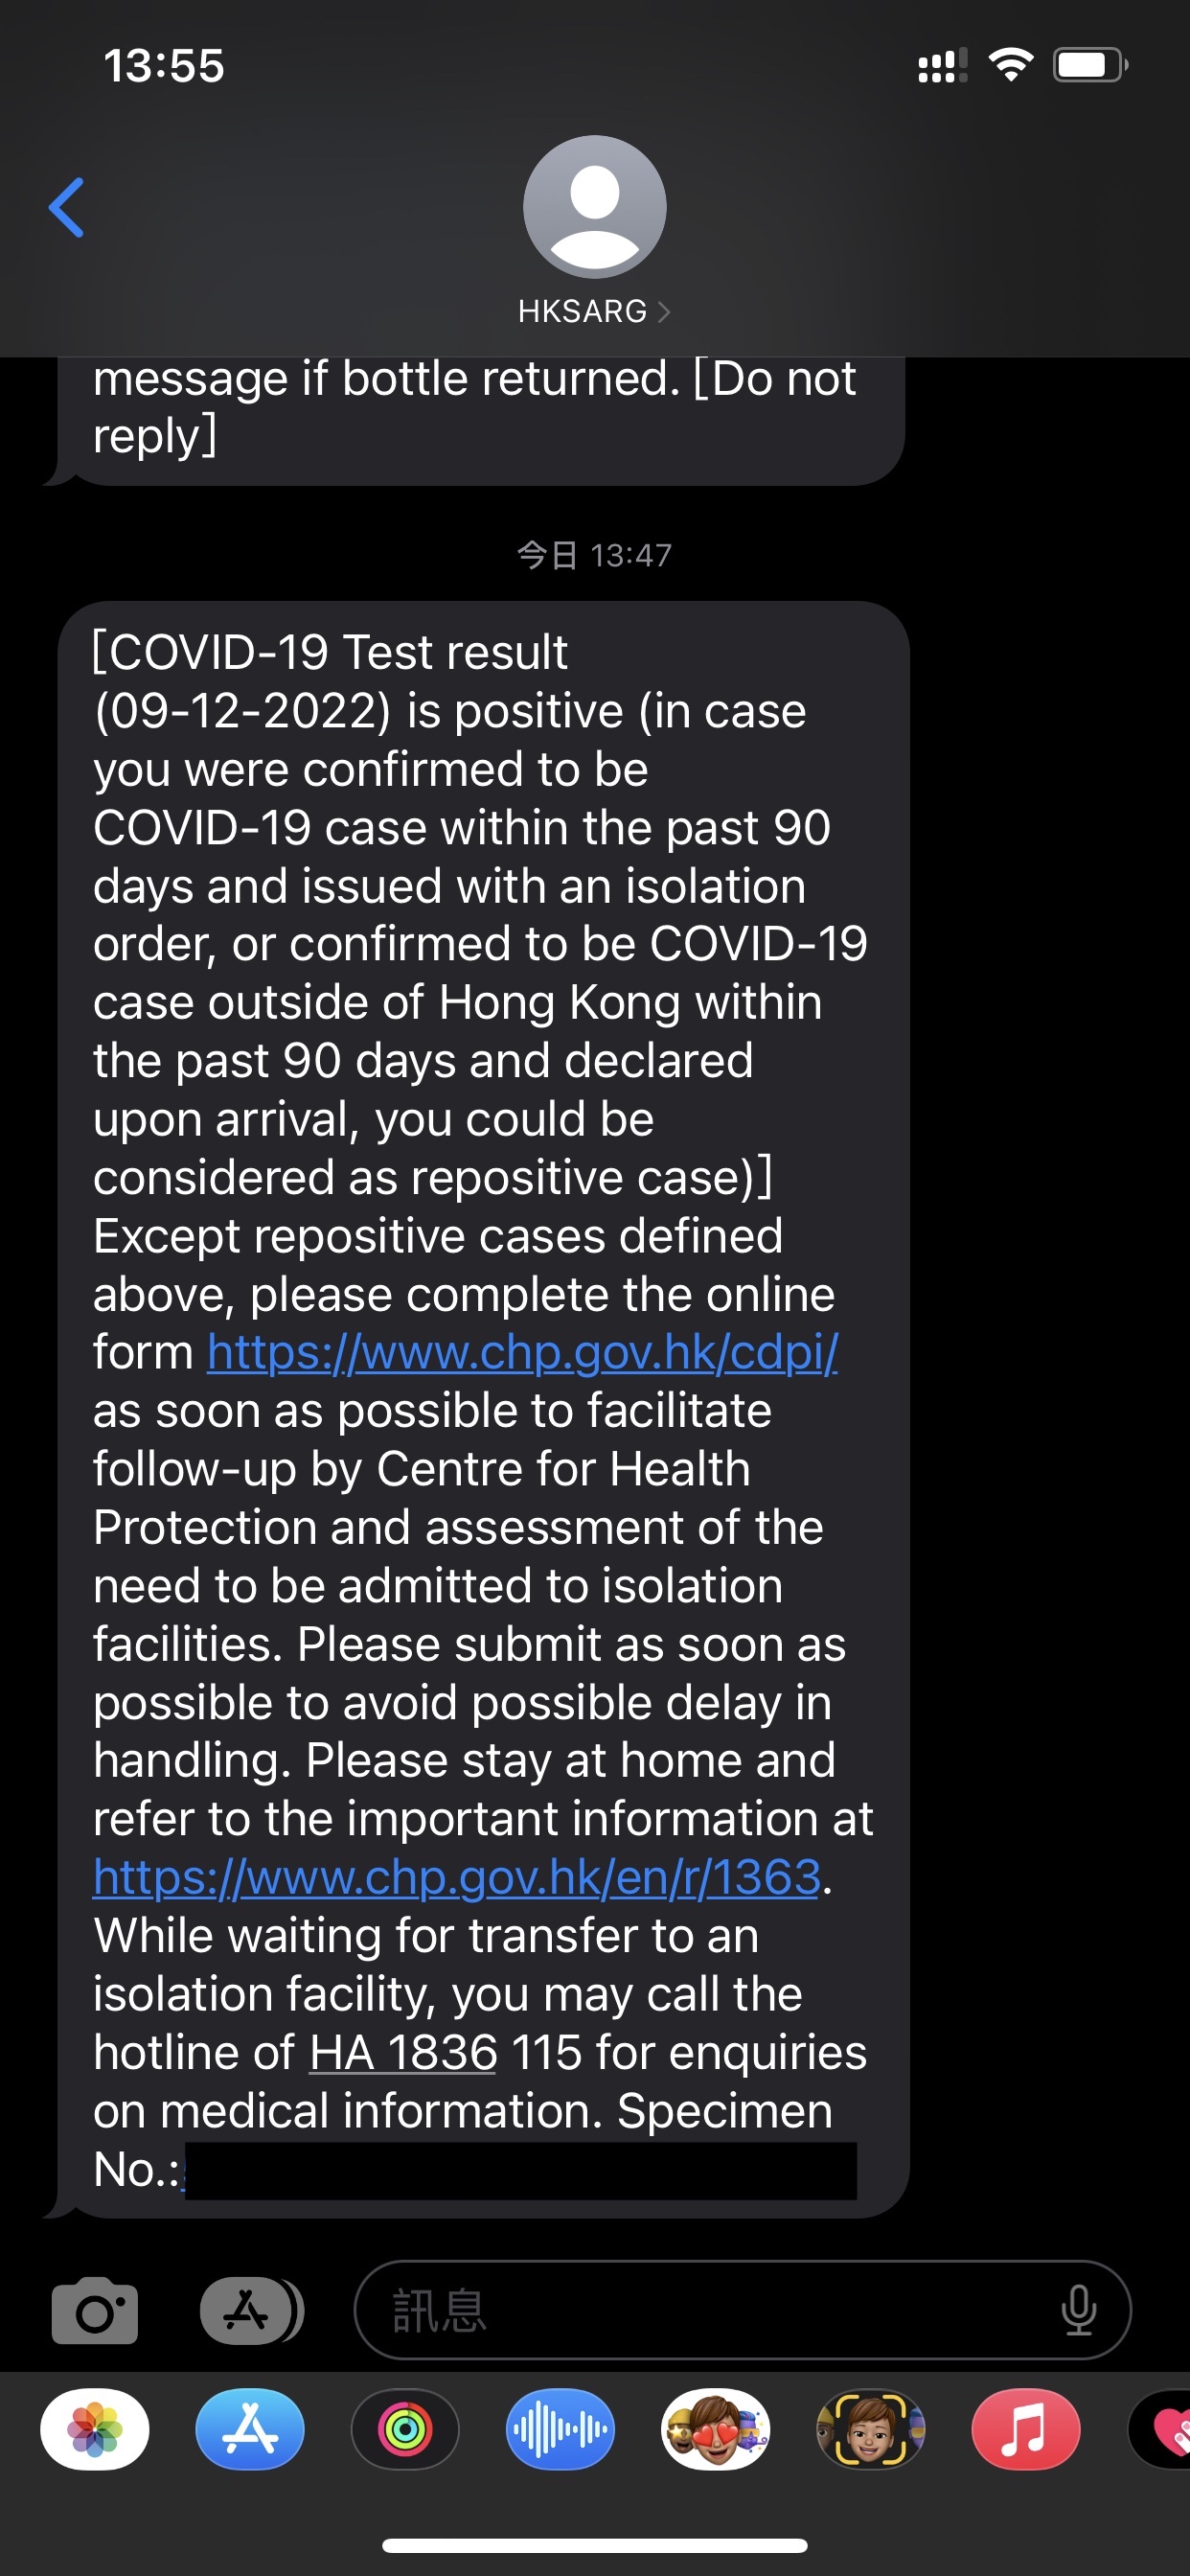 13:55
HKSARG
message if bottle returned. [Do not
reply]
今日 13:47
[COVID-19 Test result
(09-12-2022) is positive (in case
you were confirmed to be
COVID-19 case within the past 90
days and issued with an isolation
order, or confirmed to be COVID-19
case outside of Hong Kong within
the past 90 days and declared
upon arrival, you could be
considered as repositive case)]
Except repositive cases defined
above, please complete the online
form https://www.chp.gov.hk/cdpi/
as soon as possible to facilitate
follow-up by Centre for Health
Protection and assessment of the
need to be admitted to isolation
facilities. Please submit as soon as
possible to avoid possible delay in
handling. Please stay at home and
refer to the important information at
https://www.chp.gov.hk/en/r/1363.
While waiting for transfer to an
isolation facility, you may call the
hotline of HA 1836 115 for enquiries
on medical information. Specimen
No.:
訊息